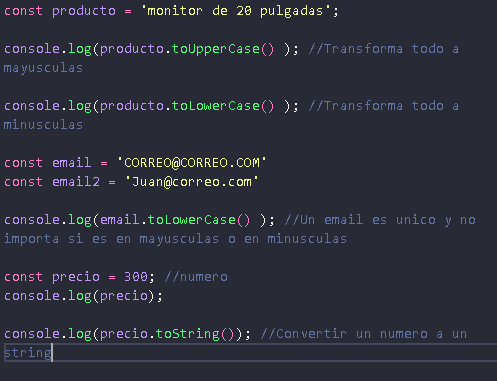 const producto = 'monitor de 20 pulgadas';
console.log(producto.toUpperCase() ); //Transforma todo a
mayusculas
console.log(producto.toLowerCase() ); //Transforma todo a
minusculas
const email = 'CORREO@CORREO.COM'
const email2 = 'Juan@correo.com'
console.log(email.toLowerCase() ); //Un email es unico y no
importa si es en mayusculas o en minusculas
const precio = 300; //numero
console.log(precio);
console.log(precio.toString()); //Convertir un numero a un
string